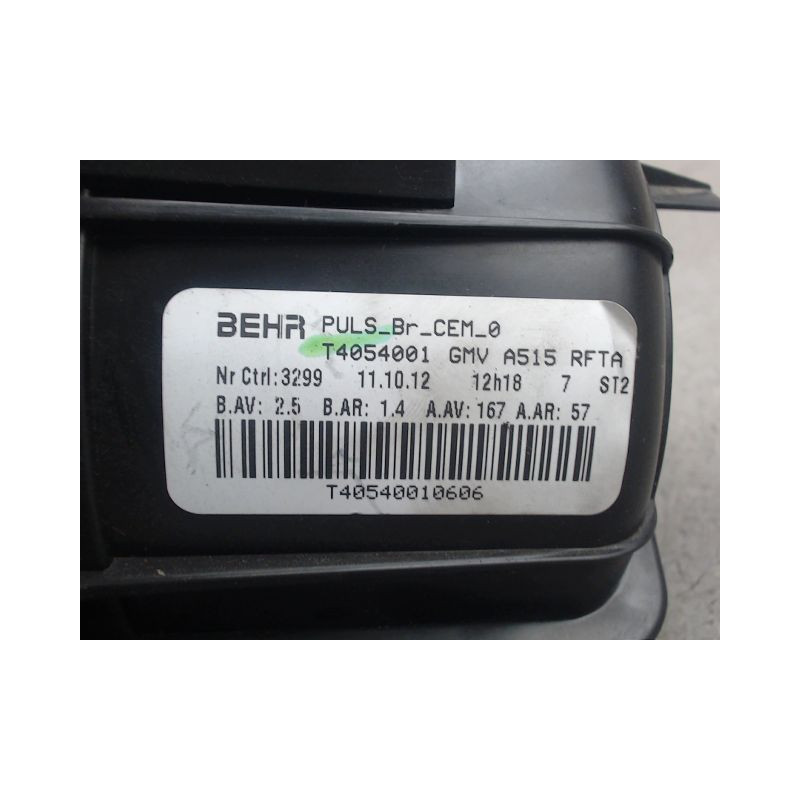 BEHR PULS_Br_CEM_0
T4054001 GMV A515 RFTA
Nr Ctrl:3299 11.10.12 12h18 7 ST2
B.AV: 2.5 B.AR: 1.4 A.AV: 167 A.AR: 57
T40540010606